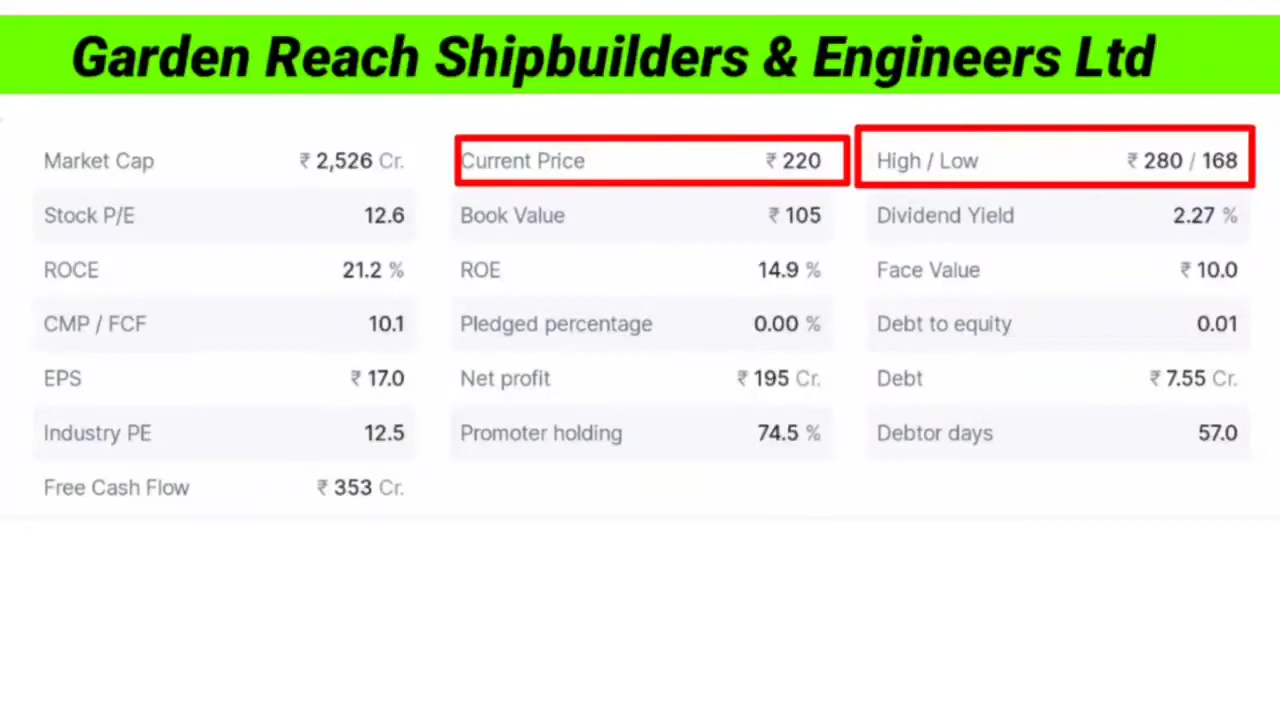 Garden Reach Shipbuilders & Engineers Ltd
Market Cap ₹ 2,526 Cr. Current Price ₹ 220 High / Low ₹ 280 / 168
Stock P/E 12.6 Book Value ₹ 105 Dividend Yield 2.27 %
ROCE 21.2 % ROE 14.9 % Face Value ₹ 10.0
CMP / FCF 10.1 Pledged percentage 0.00 % Debt to equity 0.01
EPS ₹ 17.0 Net profit ₹ 195 Cr. Debt ₹ 7.55 Cr.
Industry PE 12.5 Promoter holding 74.5 % Debtor days 57.0
Free Cash Flow ₹ 353 Cr.